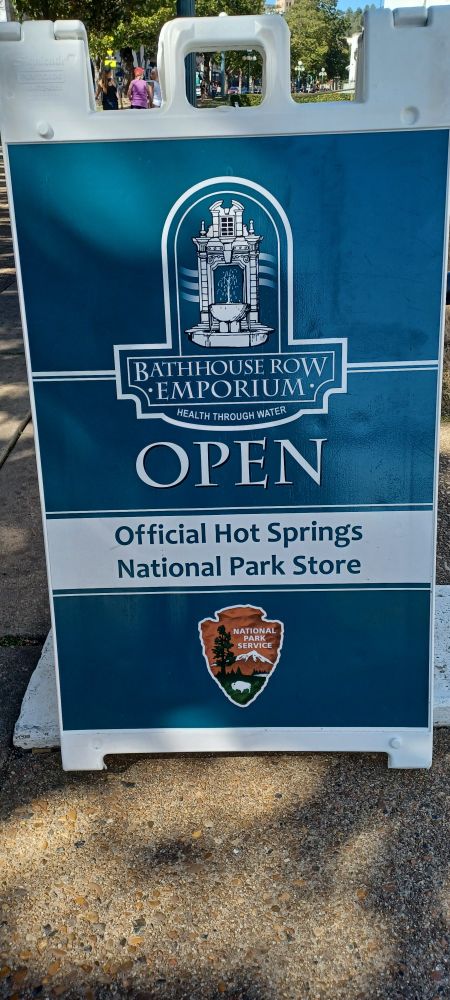 BATHHOUSE ROW
·EMPORIUM·
HEALTH THROUGH WATER
OPEN
Official Hot Springs
National Park Store
NATIONAL
PARK
SERVICE